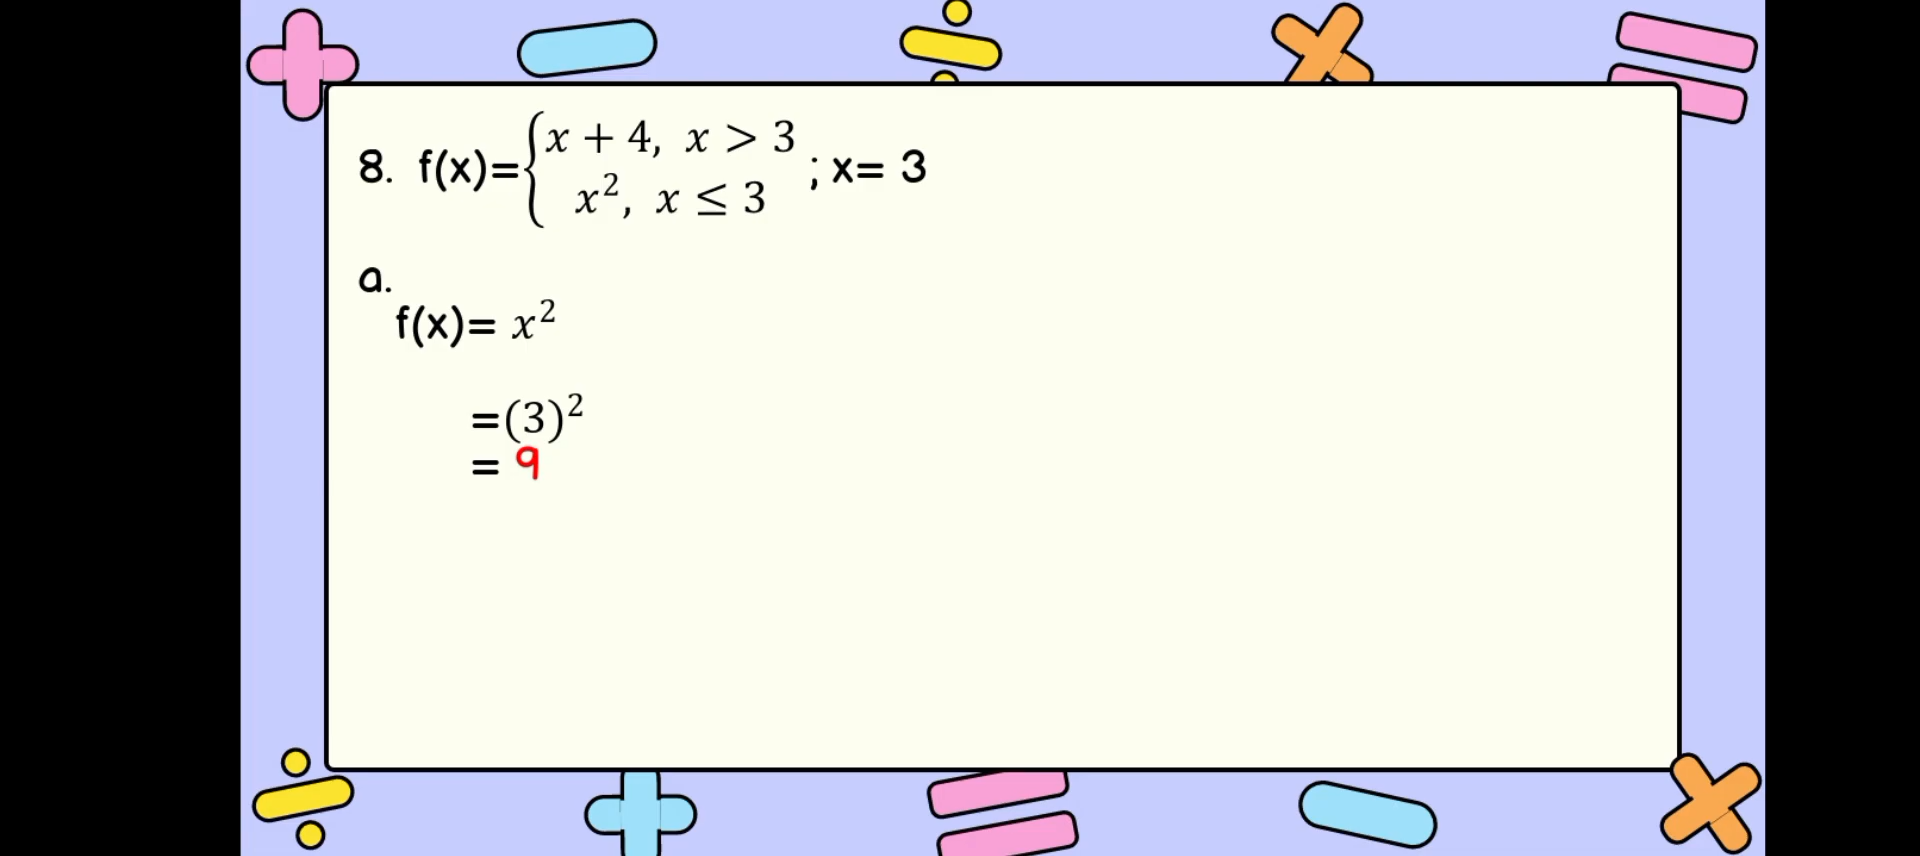 8. f(x)={x + 4, x > 3
x², x ≤ 3 ; x= 3
a.
f(x)= x²
=(3)²
= 9